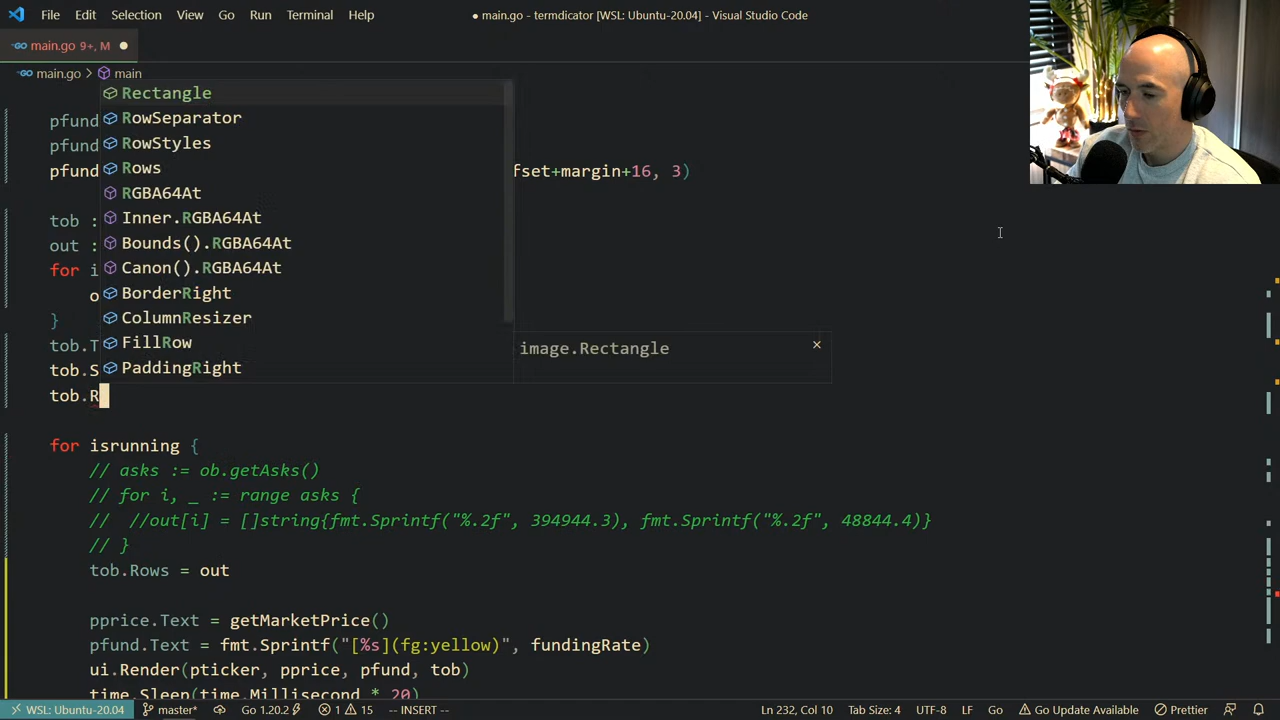 File Edit Selection View Go Run Terminal Help
● main.go - termdicator [WSL: Ubuntu-20.04] - Visual Studio Code
main.go 9+, M ●
main.go > main
pfund
pfund
pfund fset+margin+16, 3)
tob :
out :
for i
o
}
tob.T
tob.S
tob.R
Rectangle
RowSeparator
RowStyles
Rows
RGBA64At
Inner.RGBA64At
Bounds().RGBA64At
Canon().RGBA64At
BorderRight
ColumnResizer
FillRow
PaddingRight
image.Rectangle ×
for isrunning {
// asks := ob.getAsks()
// for i, _ := range asks {
// //out[i] = []string{fmt.Sprintf("%.2f", 394944.3), fmt.Sprintf("%.2f", 48844.4)}
// }
tob.Rows = out
pprice.Text = getMarketPrice()
pfund.Text = fmt.Sprintf("[%s](fg:yellow)", fundingRate)
ui.Render(pticker, pprice, pfund, tob)
time.Sleep(time.Millisecond * 20)
WSL: Ubuntu-20.04 master* Go 1.20.2 1 15 -- INSERT -- Ln 232, Col 10 Tab Size: 4 UTF-8 LF Go Go Update Available Prettier